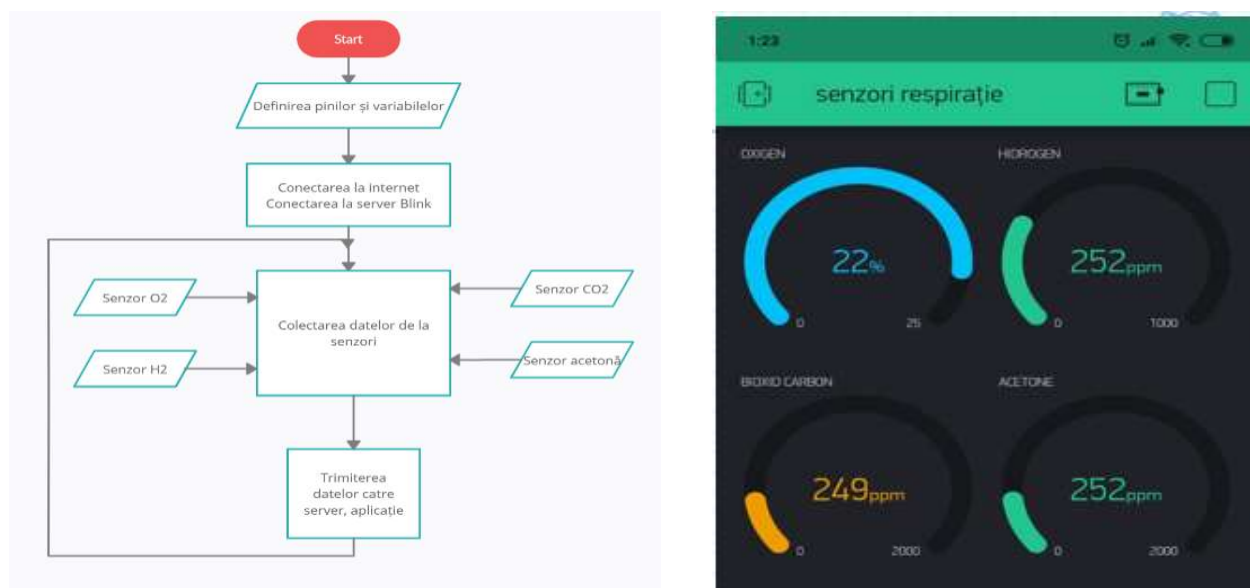 Start
Definirea pinilor și variabilelor
Conectarea la internet
Conectarea la server Blink
Senzor O2
Senzor CO2
Colectarea datelor de la
senzori
Senzor H2
Senzor acetonă
Trimiterea
datelor catre
server, aplicație
1:23
senzori respirație
OXIGEN
22%
0
25
HIDROGEN
252ppm
0
1000
BIOXID CARBON
249ppm
0
2000
ACETONE
252ppm
0
2000